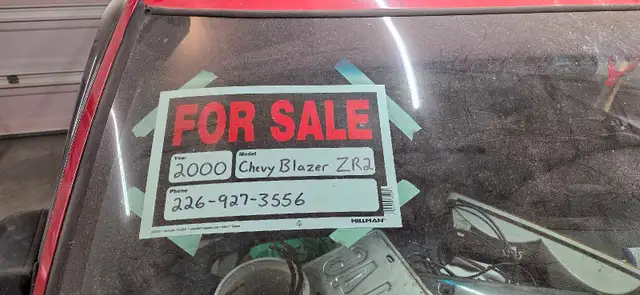 FOR SALE
Year
Model
2000
Chevy Blazer ZR2
Phone
226-927-3556
HILLMAN